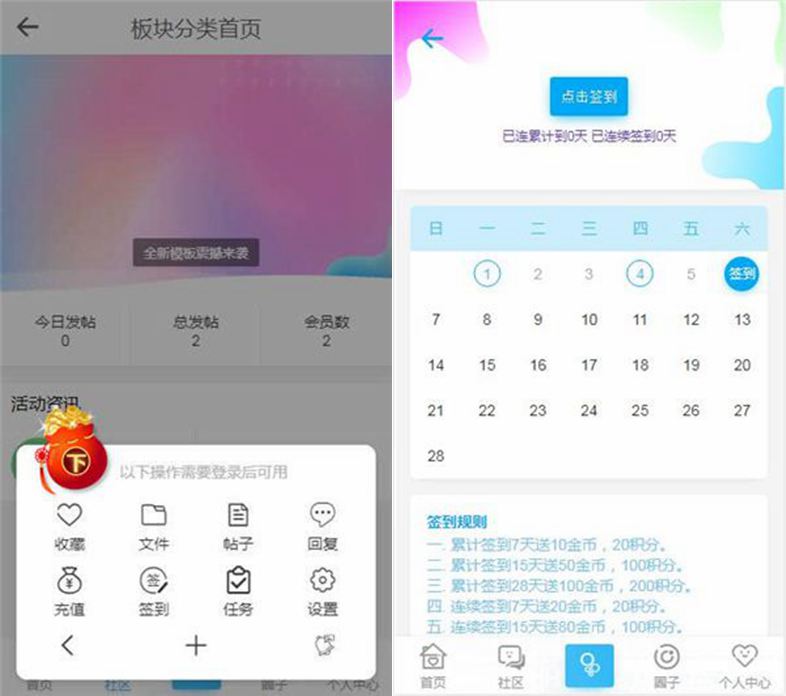 板块分类首页
全新模板震撼来袭
今日发帖 总发帖 会员数
0 2 2
活动资讯
下
以下操作需要登录后可用
收藏 文件 帖子 回复
签
充值 签到 任务 设置
首页 社区 圈子 个人中心
点击签到
已连累计到0天 已连续签到0天
日 一 二 三 四 五 六
1 2 3 4 5 签到
7 8 9 10 11 12 13
14 15 16 17 18 19 20
21 22 23 24 25 26 27
28
签到规则
一. 累计签到7天送10金币，20积分。
二. 累计签到15天送50金币，100积分。
三. 累计签到28天送100金币，200积分。
四. 连续签到7天送20金币，20积分。
五. 连续签到15天送80金币，100积分。
首页 社区 圈子 个人中心